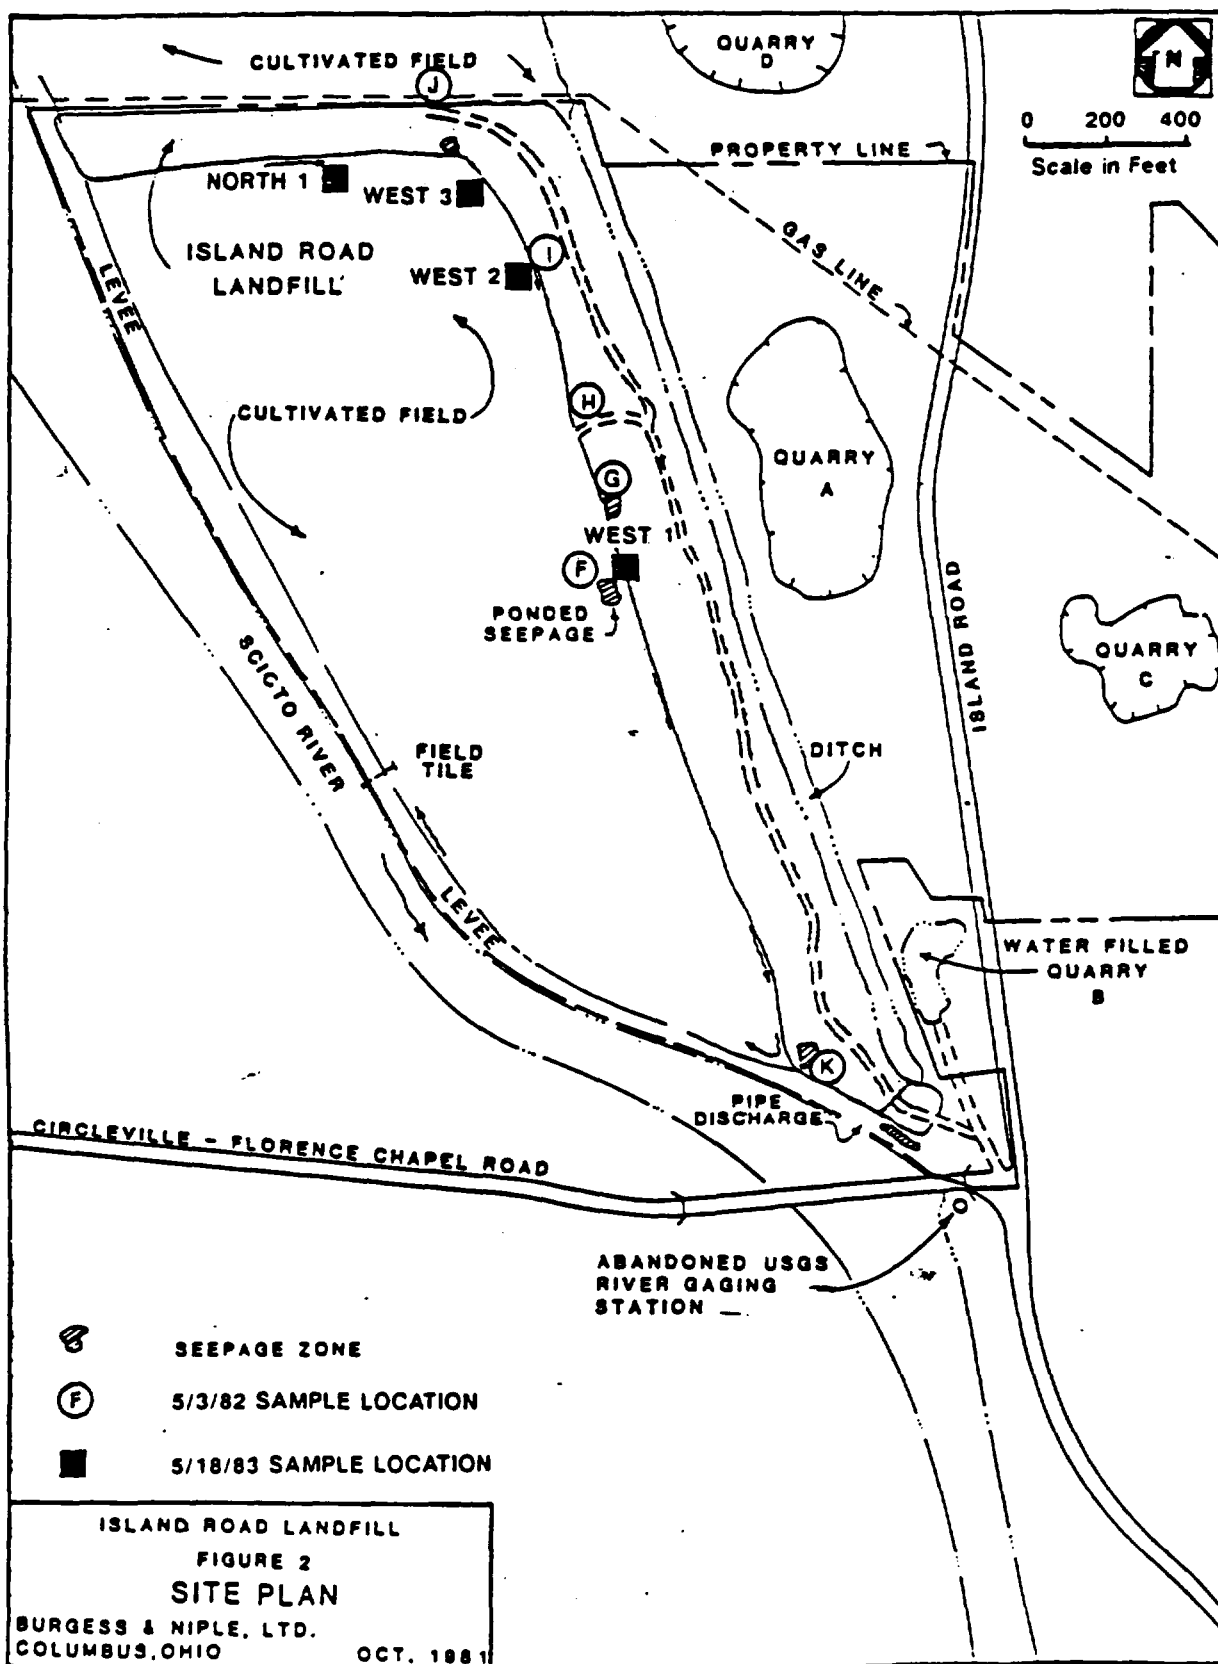 QUARRY
D
N
CULTIVATED FIELD
J
0 200 400
Scale in Feet
PROPERTY LINE
NORTH 1
WEST 3
ISLAND ROAD
LANDFILL
I
WEST 2
GAS LINE
LEVEE
CULTIVATED FIELD
H
QUARRY
A
G
WEST 1
F
PONDED
SEEPAGE
ISLAND ROAD
QUARRY
C
SCIOTO RIVER
FIELD
TILE
DITCH
LEVEE
WATER FILLED
QUARRY
B
K
PIPE
DISCHARGE
CIRCLEVILLE - FLORENCE CHAPEL ROAD
ABANDONED USGS
RIVER GAGING
STATION
SEEPAGE ZONE
F
5/3/82 SAMPLE LOCATION
5/18/83 SAMPLE LOCATION
ISLAND ROAD LANDFILL
FIGURE 2
SITE PLAN
BURGESS & NIPLE, LTD.
COLUMBUS, OHIO OCT. 1981